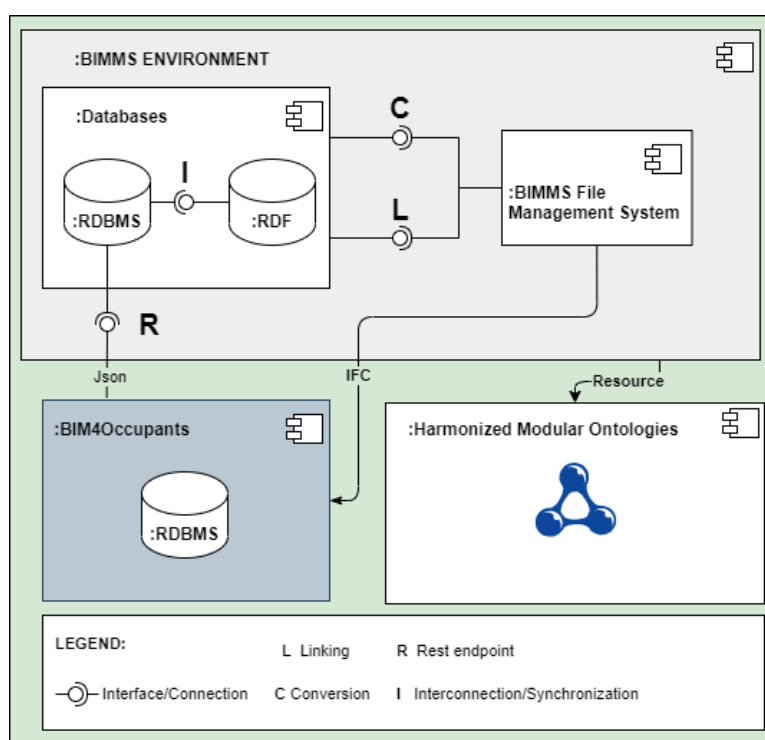 :BIMMS ENVIRONMENT
:Databases
C
I
:RDBMS
:RDF
L
:BIMMS File
Management System
R
Json
IFC
Resource
:BIM4Occupants
:Harmonized Modular Ontologies
:RDBMS
LEGEND:
L Linking
R Rest endpoint
Interface/Connection
C Conversion
I Interconnection/Synchronization